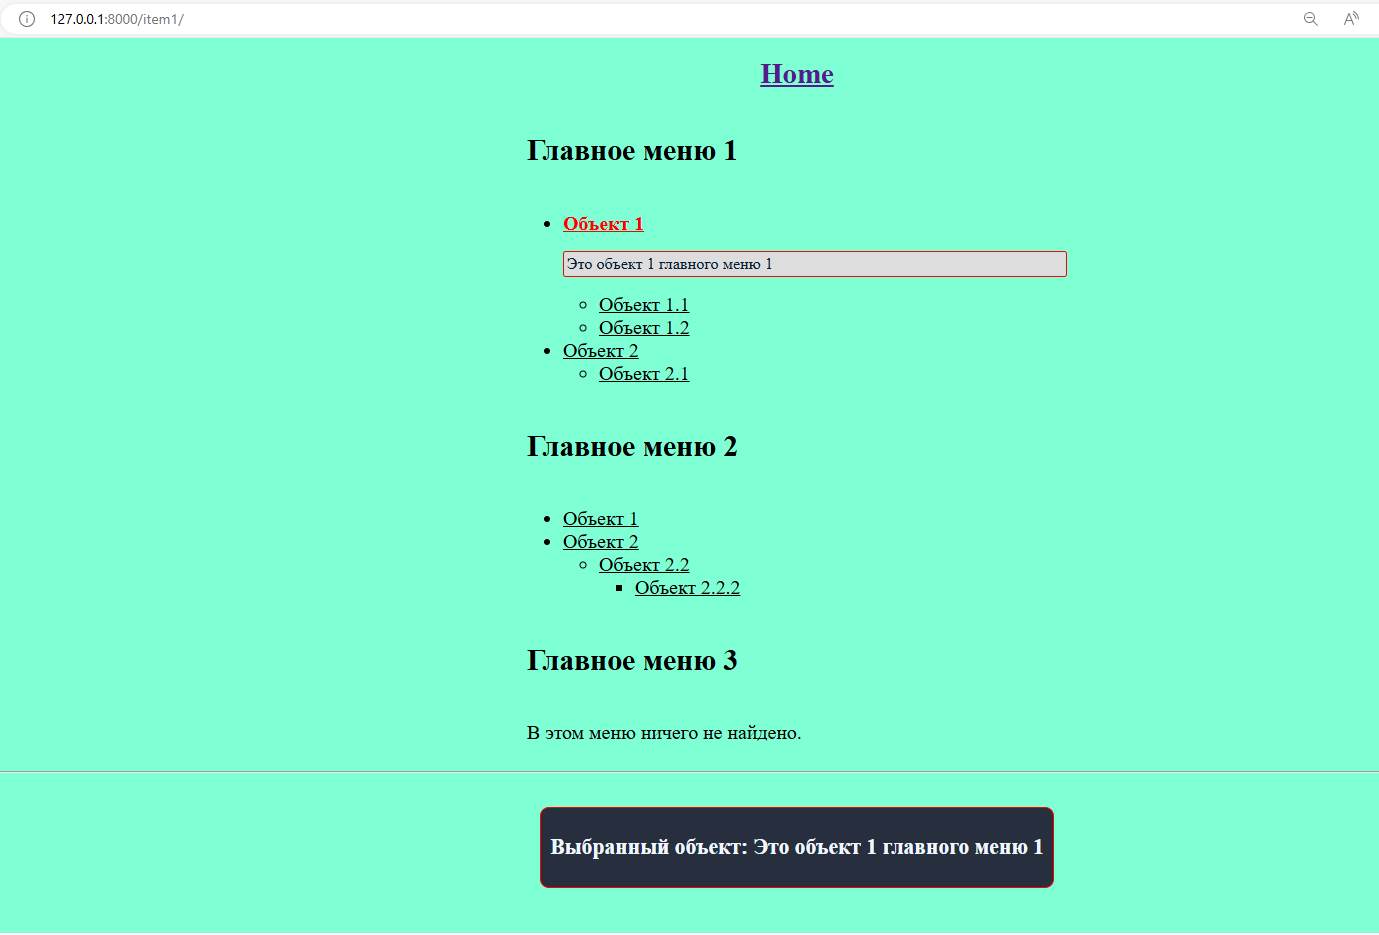 127.0.0.1:8000/item1/
Home
Главное меню 1
Объект 1
Это объект 1 главного меню 1
Объект 1.1
Объект 1.2
Объект 2
Объект 2.1
Главное меню 2
Объект 1
Объект 2
Объект 2.2
Объект 2.2.2
Главное меню 3
В этом меню ничего не найдено.
Выбранный объект: Это объект 1 главного меню 1